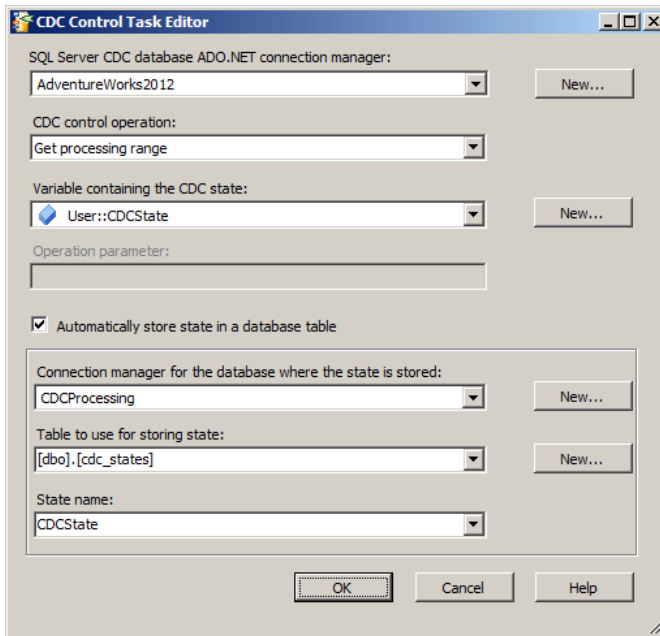 CDC Control Task Editor
SQL Server CDC database ADO.NET connection manager:
AdventureWorks2012
New...
CDC control operation:
Get processing range
Variable containing the CDC state:
User::CDCState
New...
Operation parameter:
Automatically store state in a database table
Connection manager for the database where the state is stored:
CDCProcessing
New...
Table to use for storing state:
[dbo].[cdc_states]
New...
State name:
CDCState
OK
Cancel
Help